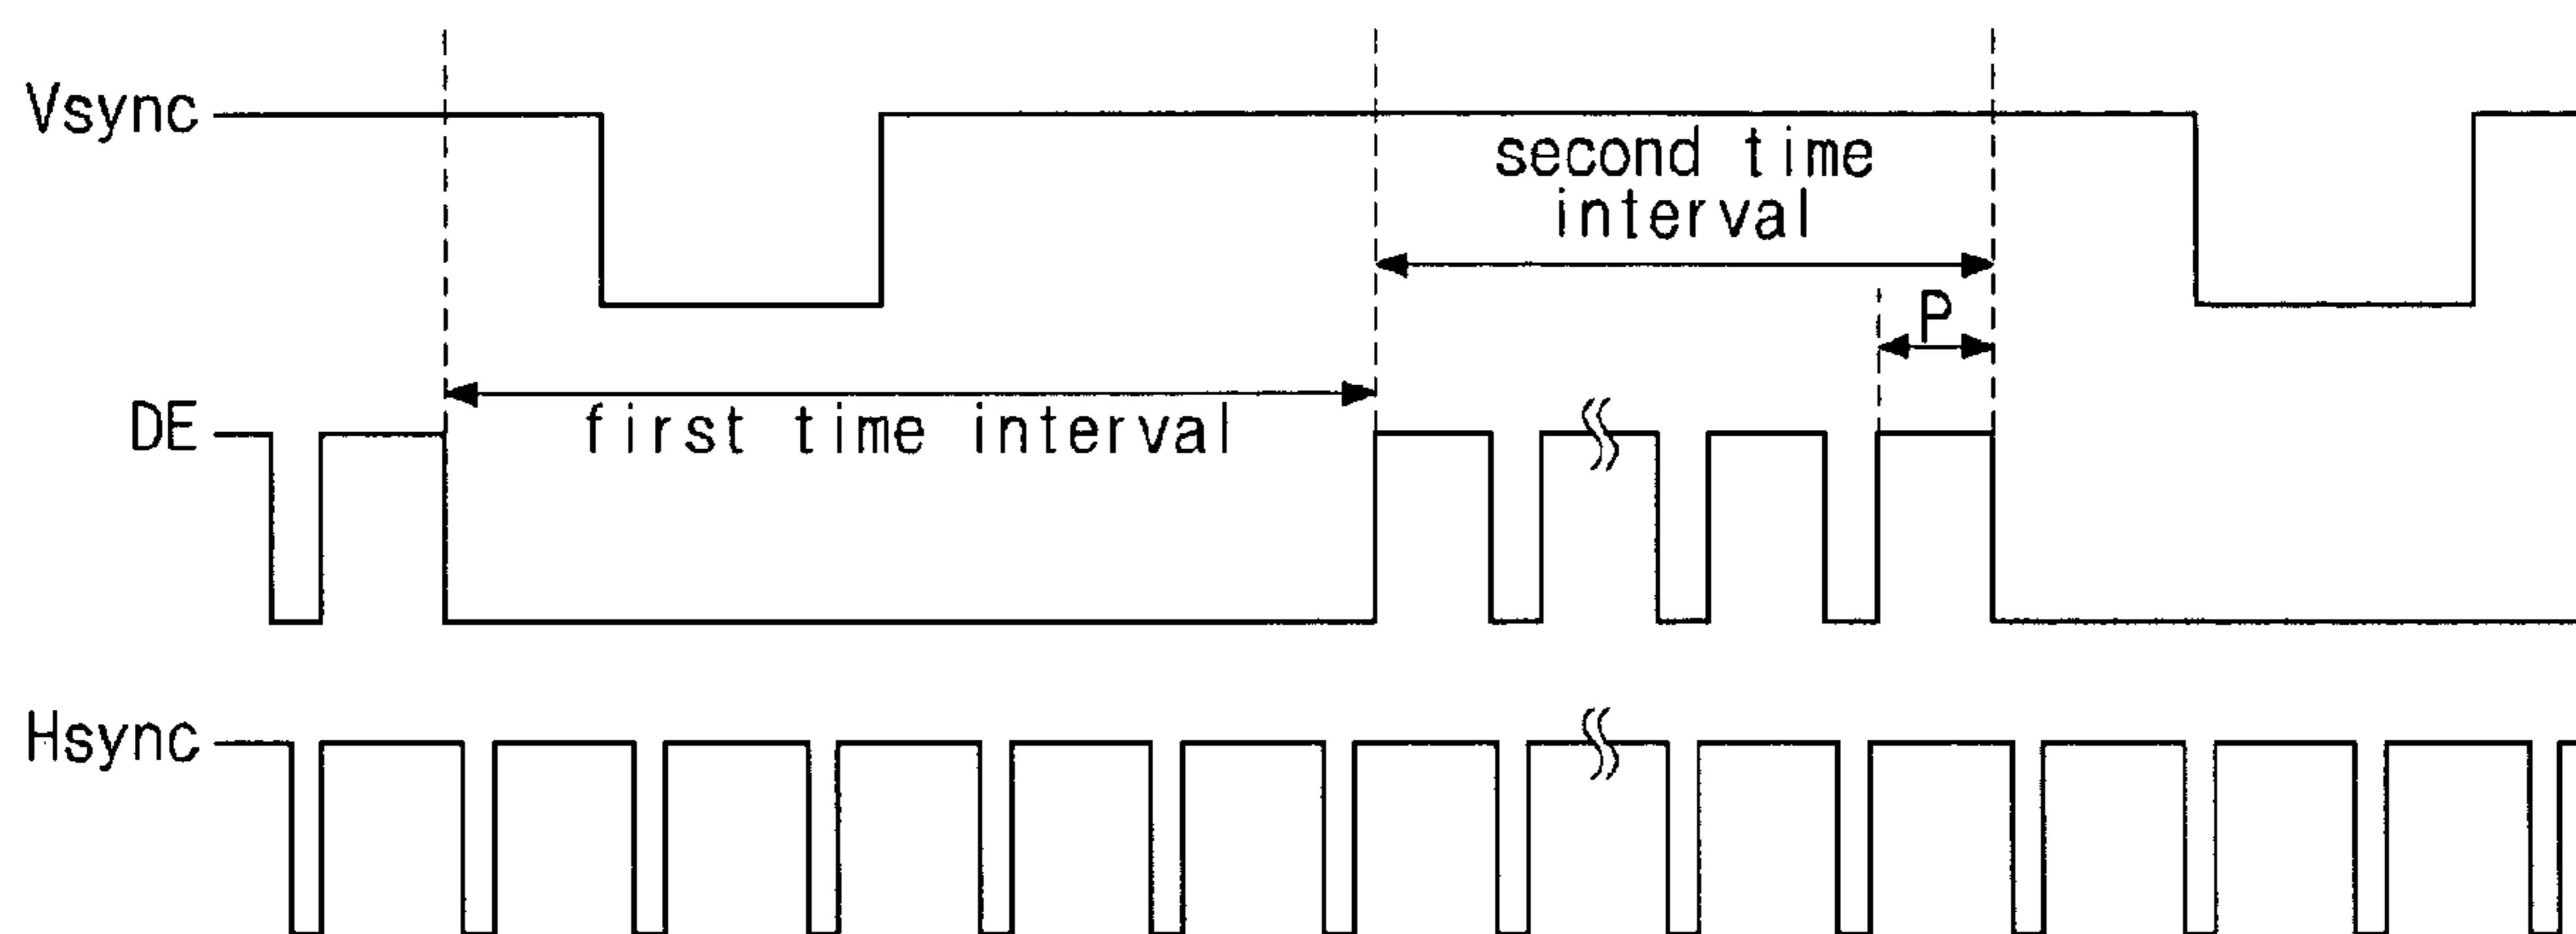 Vsync
second time
interval
P
DE
first time interval
Hsync